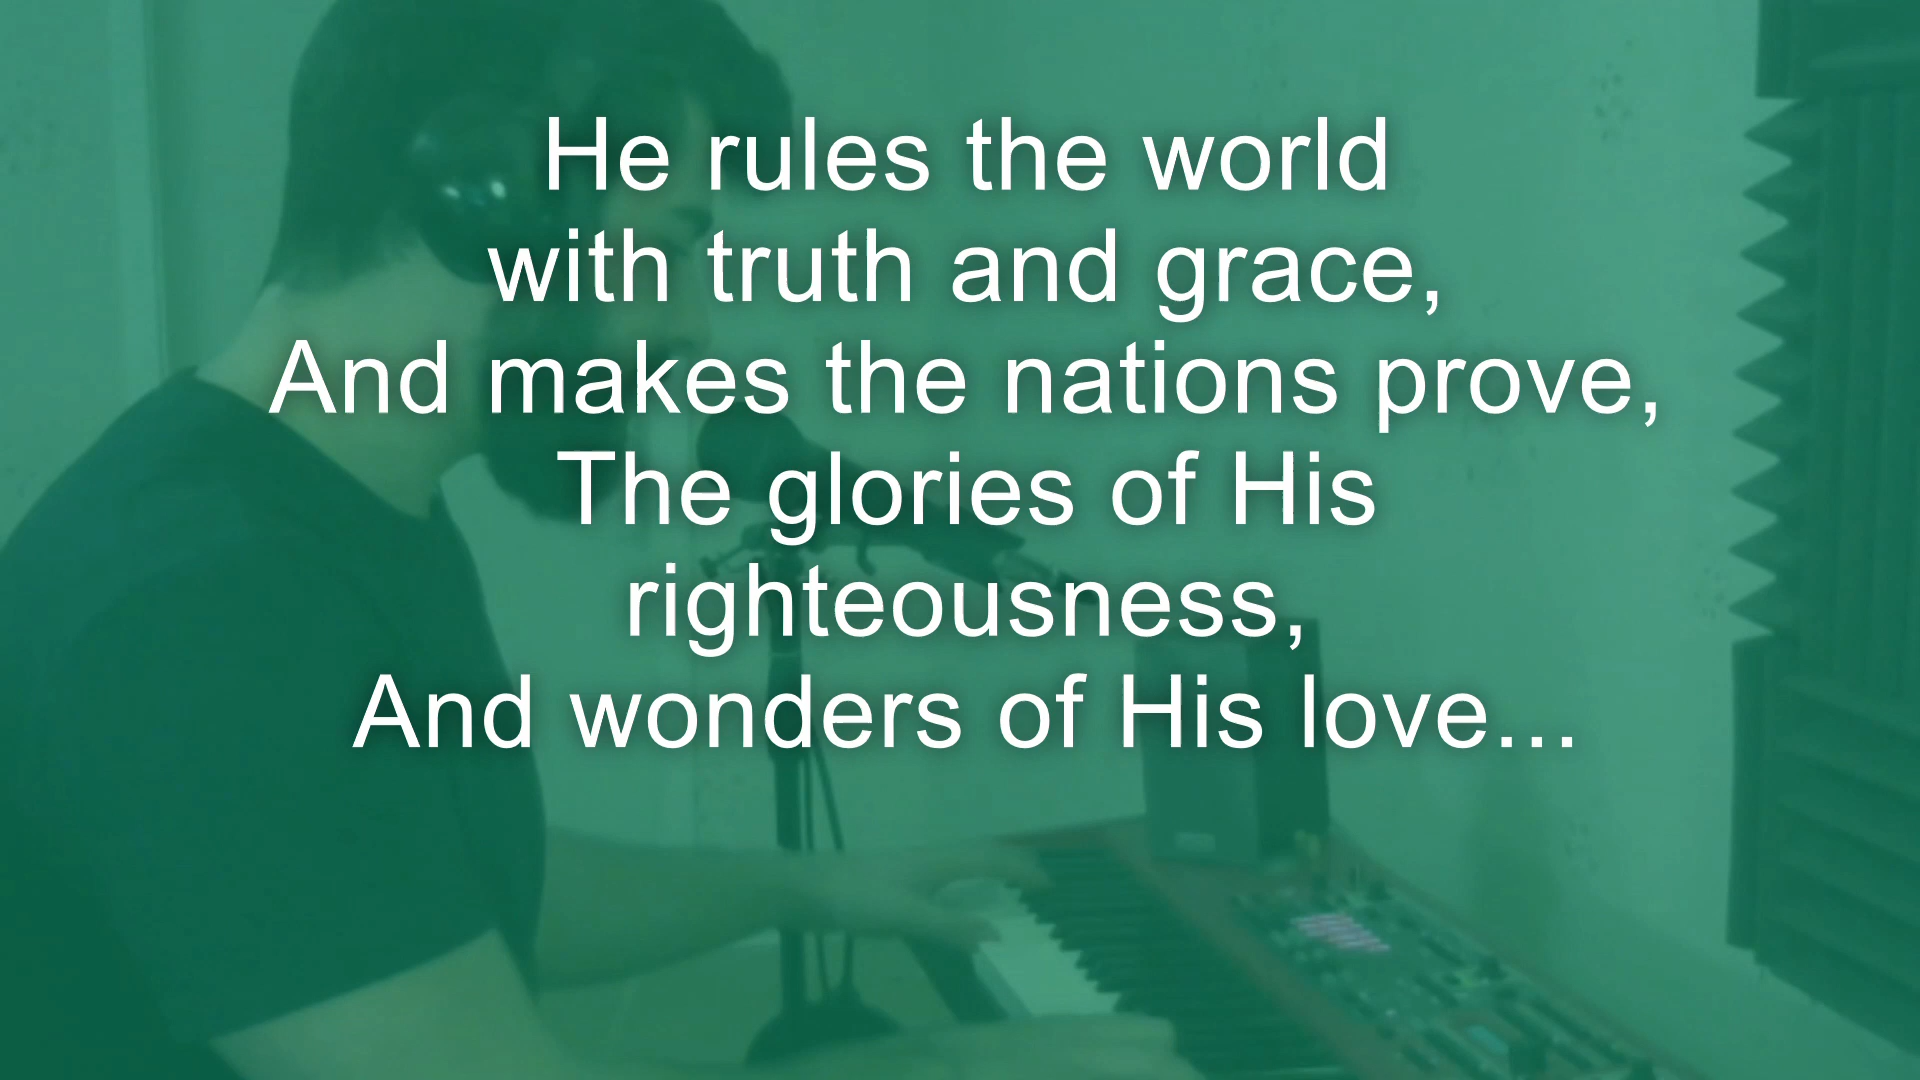 He rules the world
with truth and grace,
And makes the nations prove,
The glories of His
righteousness,
And wonders of His love...